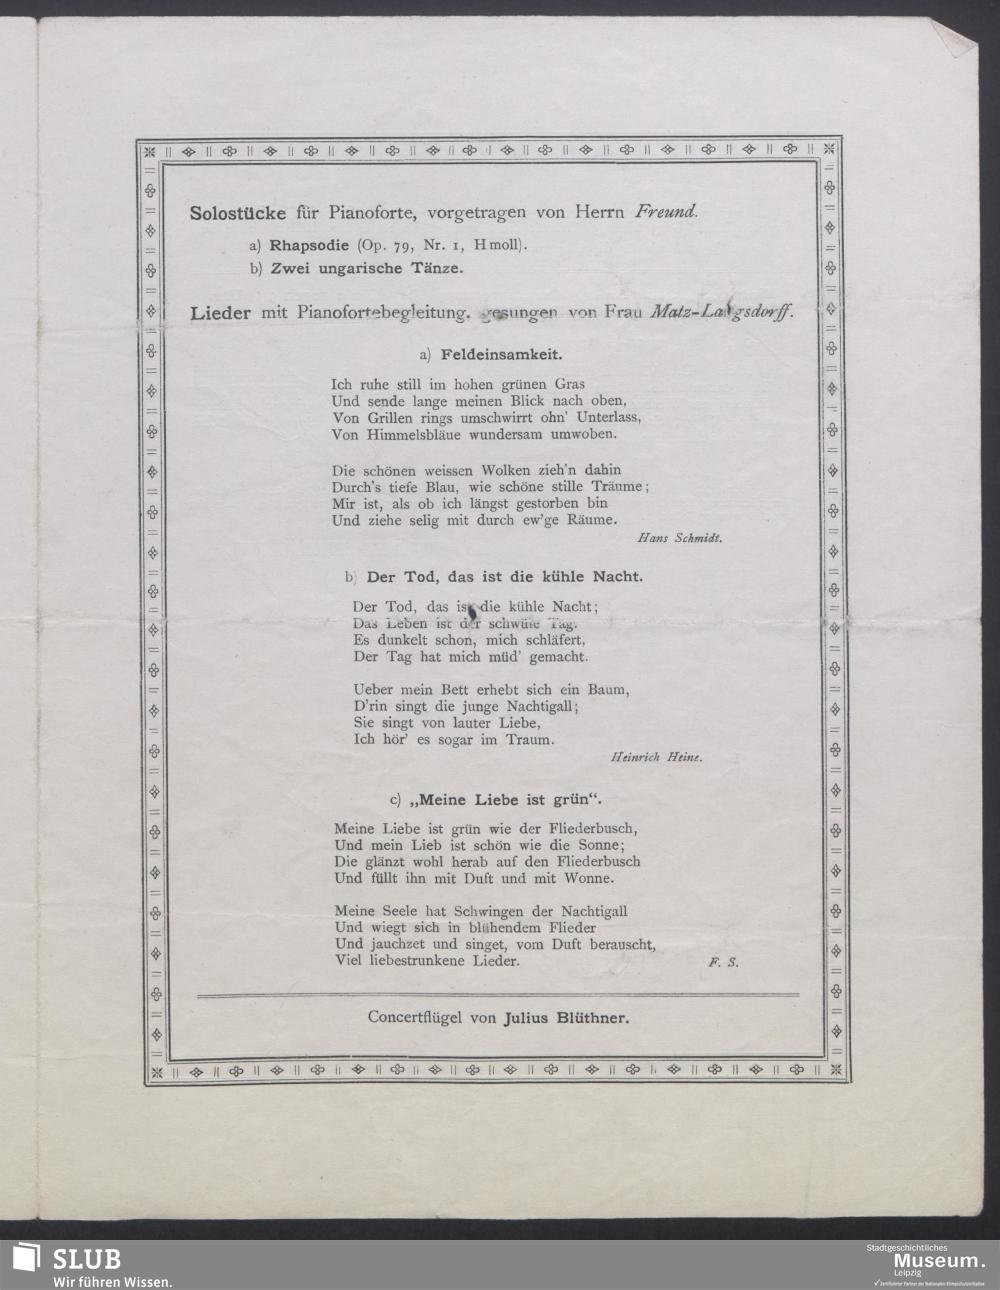 Solostücke für Pianoforte, vorgetragen von Herrn Freund.
a) Rhapsodie (Op. 79, Nr. 1, H moll).
b) Zwei ungarische Tänze.
Lieder mit Pianofortebegleitung, gesungen von Frau Matz-Langsdorff.
a) Feldeinsamkeit.
Ich ruhe still im hohen grünen Gras
Und sende lange meinen Blick nach oben,
Von Grillen rings umschwirrt ohn' Unterlass,
Von Himmelsbläue wundersam umwoben.
Die schönen weissen Wolken zieh'n dahin
Durch's tiefe Blau, wie schöne stille Träume;
Mir ist, als ob ich längst gestorben bin
Und ziehe selig mit durch ew'ge Räume.
Hans Schmidt.
b) Der Tod, das ist die kühle Nacht.
Der Tod, das ist die kühle Nacht;
Das Leben ist der schwüle Tag.
Es dunkelt schon, mich schläfert,
Der Tag hat mich müd' gemacht.
Ueber mein Bett erhebt sich ein Baum,
D'rin singt die junge Nachtigall;
Sie singt von lauter Liebe,
Ich hör' es sogar im Traum.
Heinrich Heine.
c) „Meine Liebe ist grün“.
Meine Liebe ist grün wie der Fliederbusch,
Und mein Lieb ist schön wie die Sonne;
Die glänzt wohl herab auf den Fliederbusch
Und füllt ihn mit Duft und mit Wonne.
Meine Seele hat Schwingen der Nachtigall
Und wiegt sich in blühendem Flieder
Und jauchzet und singet, vom Duft berauscht,
Viel liebestrunkene Lieder.
F. S.
Concertflügel von Julius Blüthner.
SLUB
Wir führen Wissen.
Stadtgeschichtliches
Museum.
Leipzig
Zertifizierter Partner der Nationalen Klimaschutzinitiative